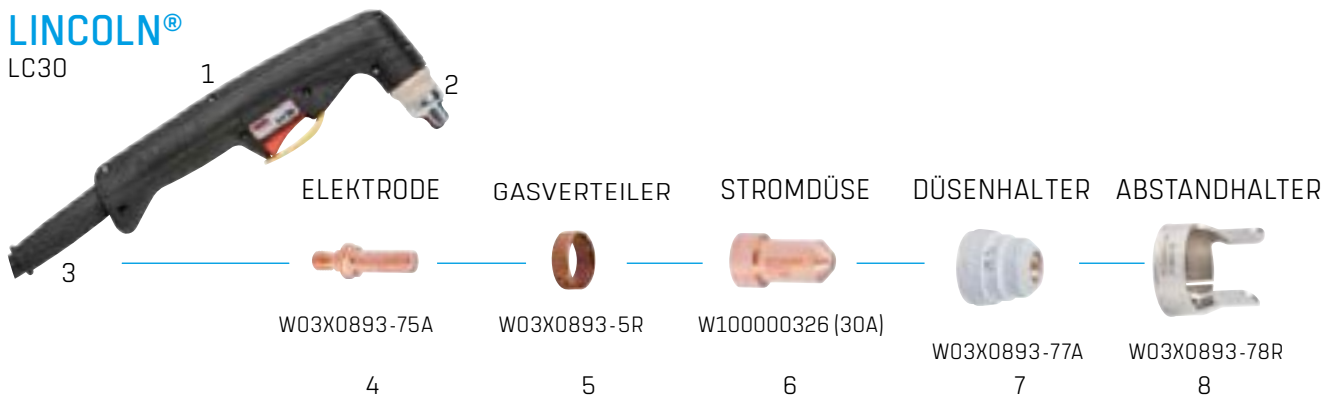 LINCOLN®
LC30
1
2
3
ELEKTRODE
GASVERTEILER
STROMDÜSE
DÜSENHALTER
ABSTANDHALTER
W03X0893-75A
W03X0893-5R
W100000326 (30A)
W03X0893-77A
W03X0893-78R
4
5
6
7
8